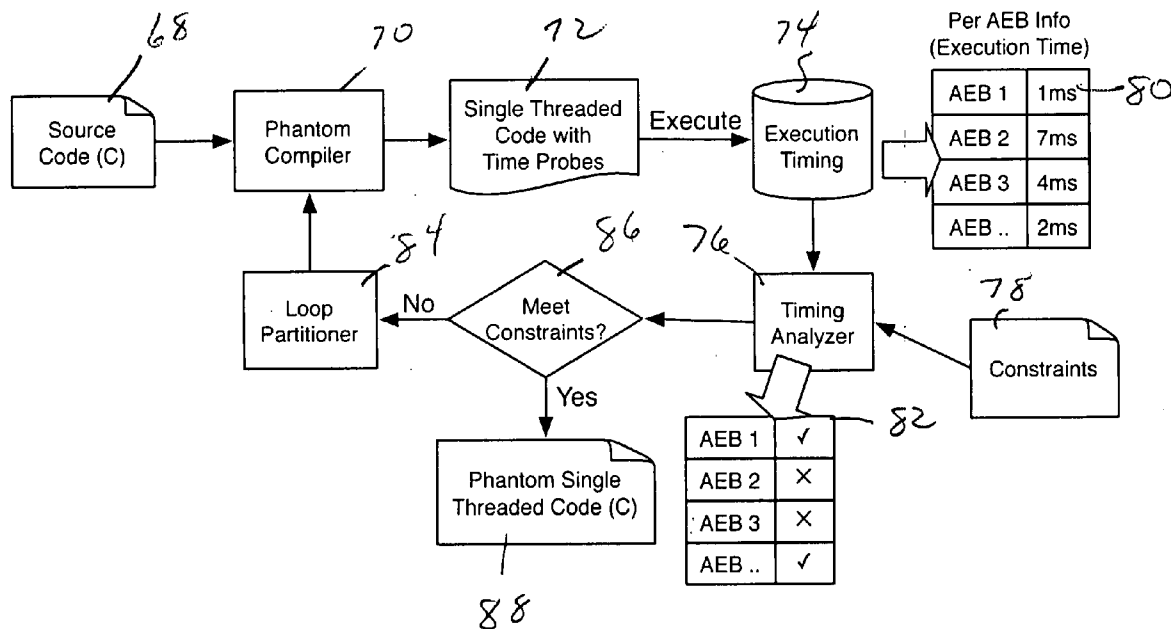 68
70
72
74
Per AEB Info
(Execution Time)
Source
Code (C)
Phantom
Compiler
Single Threaded
Code with
Time Probes
Execute
Execution
Timing
AEB 1 1ms
80
AEB 2 7ms
AEB 3 4ms
AEB .. 2ms
84
86
76
78
Loop
Partitioner
No
Meet
Constraints?
Timing
Analyzer
Constraints
Yes
82
Phantom Single
Threaded Code (C)
AEB 1 ✓
AEB 2 ×
AEB 3 ×
AEB .. ✓
88